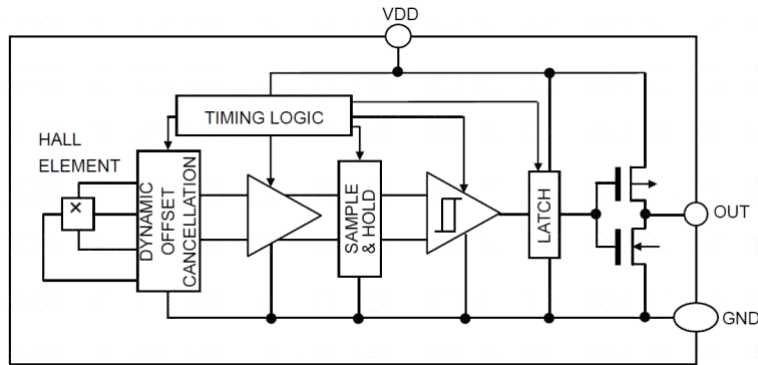 VDD
TIMING LOGIC
HALL
ELEMENT
×
DYNAMIC
OFFSET
CANCELLATION
SAMPLE
& HOLD
LATCH
OUT
GND